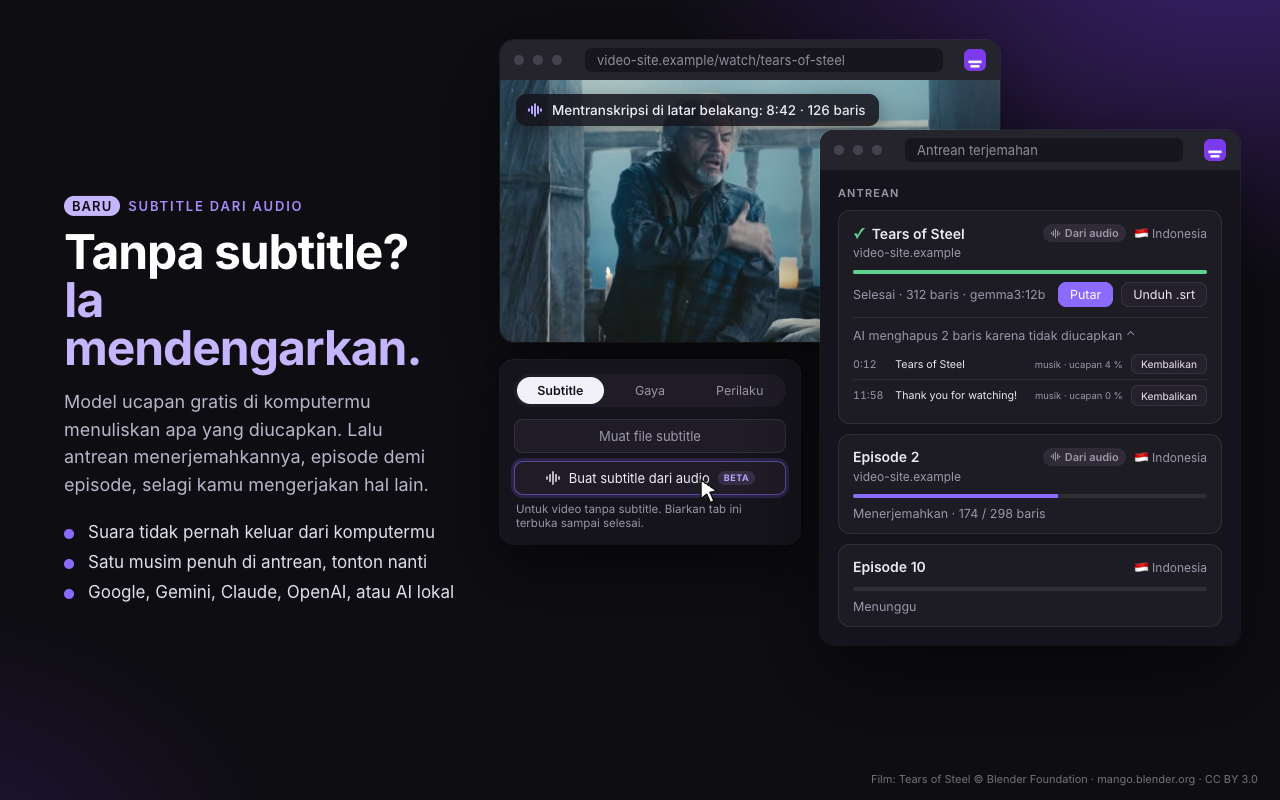 BARU SUBTITLE DARI AUDIO
Tanpa subtitle?
Ia
mendengarkan.
Model ucapan gratis di komputermu
menuliskan apa yang diucapkan. Lalu
antrean menerjemahkannya, episode demi
episode, selagi kamu mengerjakan hal lain.
Suara tidak pernah keluar dari komputermu
Satu musim penuh di antrean, tonton nanti
Google, Gemini, Claude, OpenAI, atau AI lokal
video-site.example/watch/tears-of-steel
Mentranskripsi di latar belakang: 8:42 · 126 baris
Subtitle Gaya Perilaku
Muat file subtitle
Buat subtitle dari audio BETA
Untuk video tanpa subtitle. Biarkan tab ini
terbuka sampai selesai.
Antrean terjemahan
ANTREAN
✓ Tears of Steel Dari audio 🇮🇩 Indonesia
video-site.example
Selesai · 312 baris · gemma3:12b Putar Unduh .srt
AI menghapus 2 baris karena tidak diucapkan ^
0:12 Tears of Steel musik · ucapan 4 % Kembalikan
11:58 Thank you for watching! musik · ucapan 0 % Kembalikan
Episode 2 Dari audio 🇮🇩 Indonesia
video-site.example
Menerjemahkan · 174 / 298 baris
Episode 10 🇮🇩 Indonesia
Menunggu
Film: Tears of Steel © Blender Foundation · mango.blender.org · CC BY 3.0